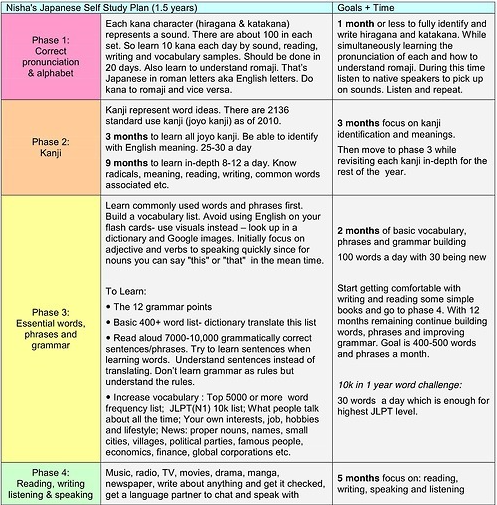 Nisha's Japanese Self Study Plan (1.5 years)
Goals + Time
Phase 1:
Correct
pronunciation
& alphabet
Each kana character (hiragana & katakana)
represents a sound. There are about 100 in each
set. So learn 10 kana each day by sound, reading,
writing and vocabulary samples. Should be done in
20 days. Also learn to understand romaji. That's
Japanese in roman letters aka English letters. Do
kana to romaji and vice versa.
1 month or less to fully identify and
write hiragana and katakana. While
simultaneously learning the
pronunciation of each and how to
understand romaji. During this time
listen to native speakers to pick up
on sounds. Listen and repeat.
Phase 2:
Kanji
Kanji represent word ideas. There are 2136
standard use kanji (joyo kanji) as of 2010.
3 months to learn all joyo kanji. Be able to identify
with English meaning. 25-30 a day
9 months to learn in-depth 8-12 a day. Know
radicals, meaning, reading, writing, common words
associated etc.
3 months focus on kanji
identification and meanings.
Then move to phase 3 while
revisiting each kanji in-depth for the
rest of the year.
Phase 3:
Essential words,
phrases and
grammar
Learn commonly used words and phrases first.
Build a vocabulary list. Avoid using English on your
flash cards- use visuals instead – look up in a
dictionary and Google images. Initially focus on
adjective and verbs to speaking quickly since for
nouns you can say "this" or "that" in the mean time.
To Learn:
• The 12 grammar points
• Basic 400+ word list- dictionary translate this list
• Read aloud 7000-10,000 grammatically correct
sentences/phrases. Try to learn sentences when
learning words. Understand sentences instead of
translating. Don't learn grammar as rules but
understand the rules.
• Increase vocabulary : Top 5000 or more word
frequency list; JLPT(N1) 10k list; What people talk
about all the time; Your own interests, job, hobbies
and lifestyle; News: proper nouns, names, small
cities, villages, political parties, famous people,
economics, finance, global corporations etc.
2 months of basic vocabulary,
phrases and grammar building
100 words a day with 30 being new
Start getting comfortable with
writing and reading some simple
books and go to phase 4. With 12
months remaining continue building
words, phrases and improving
grammar. Goal is 400-500 words
and phrases a month.
10k in 1 year word challenge:
30 words a day which is enough for
highest JLPT level.
Phase 4:
Reading, writing
listening & speaking
Music, radio, TV, movies, drama, manga,
newspaper, write about anything and get it checked,
get a language partner to chat and speak with
5 months focus on: reading,
writing, speaking and listening